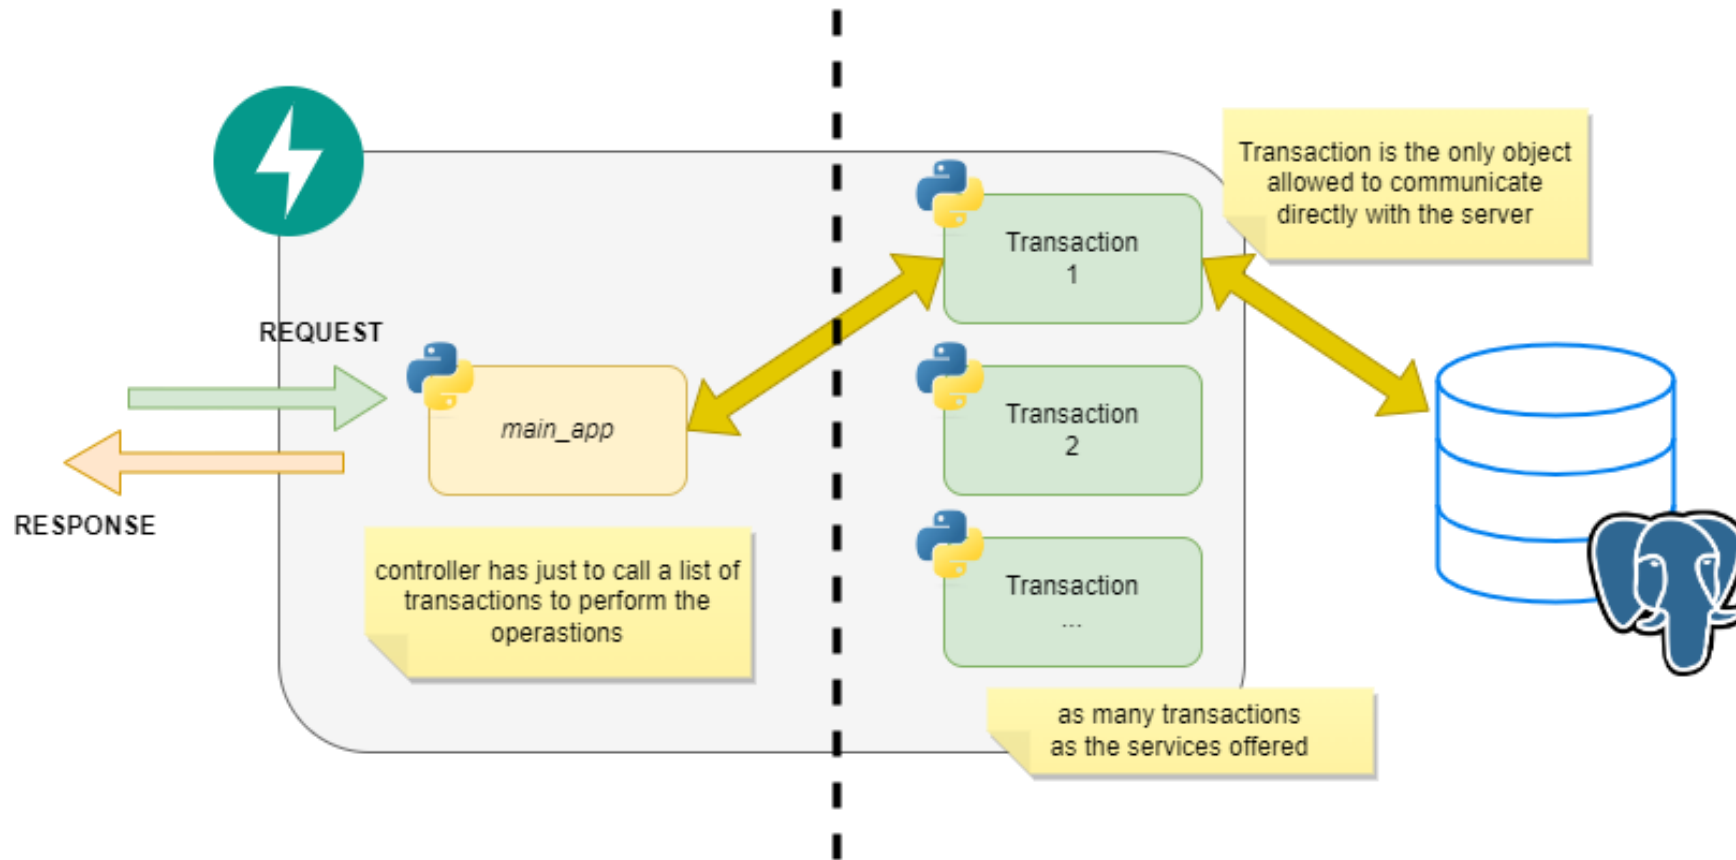 Transaction is the only object
allowed to communicate
directly with the server
Transaction
1
REQUEST
main_app
Transaction
2
RESPONSE
controller has just to call a list of
transactions to perform the
operastions
Transaction
...
as many transactions
as the services offered